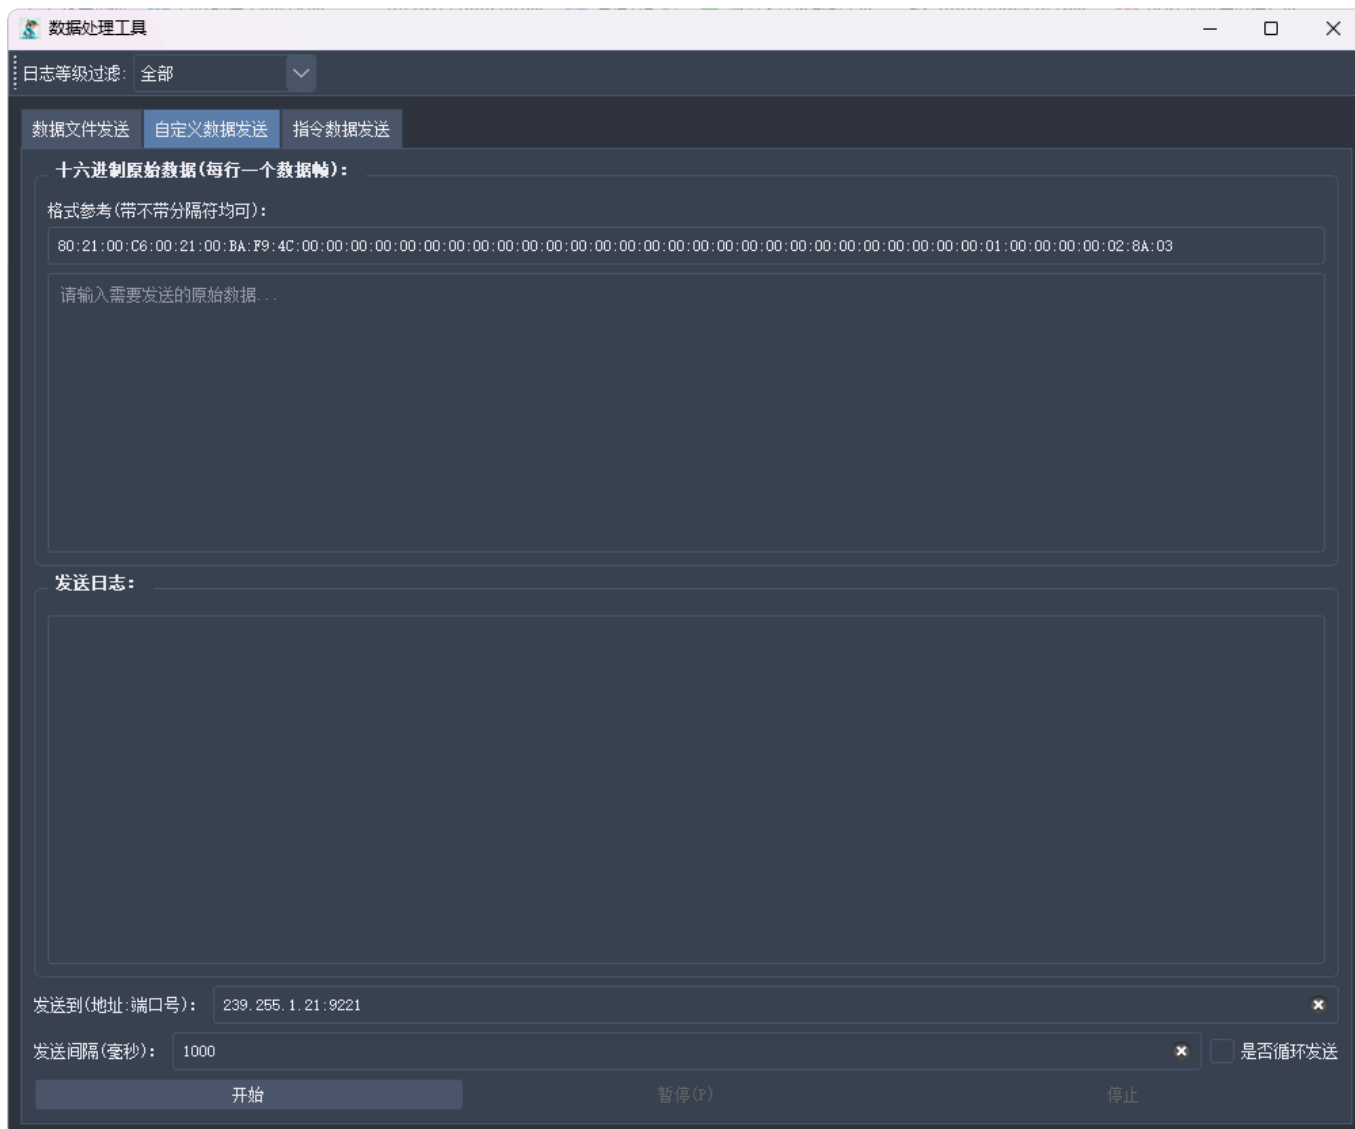 数据处理工具
日志等级过滤: 全部
数据文件发送 自定义数据发送 指令数据发送
十六进制原始数据(每行一个数据帧):
格式参考(带不带分隔符均可):
80:21:00:C6:00:21:00:BA:F9:4C:00:00:00:00:00:00:00:00:00:00:00:00:00:00:00:00:00:00:00:00:00:00:00:00:00:00:00:00:01:00:00:00:00:02:8A:03
请输入需要发送的原始数据...
发送日志:
发送到(地址:端口号): 239.255.1.21:9221
发送间隔(毫秒): 1000 是否循环发送
开始 暂停(P) 停止